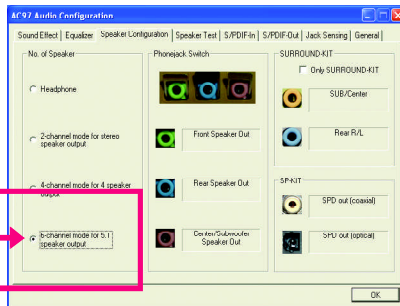 AC97 Audio Configuration
Sound Effect | Equalizer | Speaker Configuration | Speaker Test | S/PDIF-In | S/PDIF-Out | Jack Sensing | General
No. of Speaker
Headphone
2-channel mode for stereo
speaker output
4-channel mode for 4 speaker
output
6-channel mode for 5.1
speaker output
Phonejack Switch
Front Speaker Out
Rear Speaker Out
Center/Subwoofer
Speaker Out
SURROUND-KIT
Only SURROUND-KIT
SUB/Center
Rear R/L
SP-KIT
SPD out (coaxial)
SPD out (optical)
OK